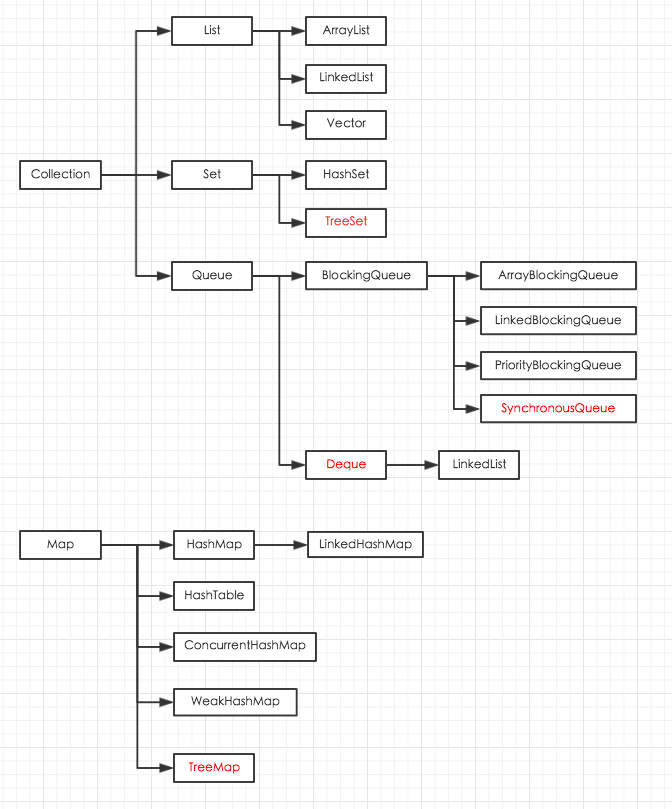 List
ArrayList
LinkedList
Vector
Collection
Set
HashSet
TreeSet
Queue
BlockingQueue
ArrayBlockingQueue
LinkedBlockingQueue
PriorityBlockingQueue
SynchronousQueue
Deque
LinkedList
Map
HashMap
LinkedHashMap
HashTable
ConcurrentHashMap
WeakHashMap
TreeMap